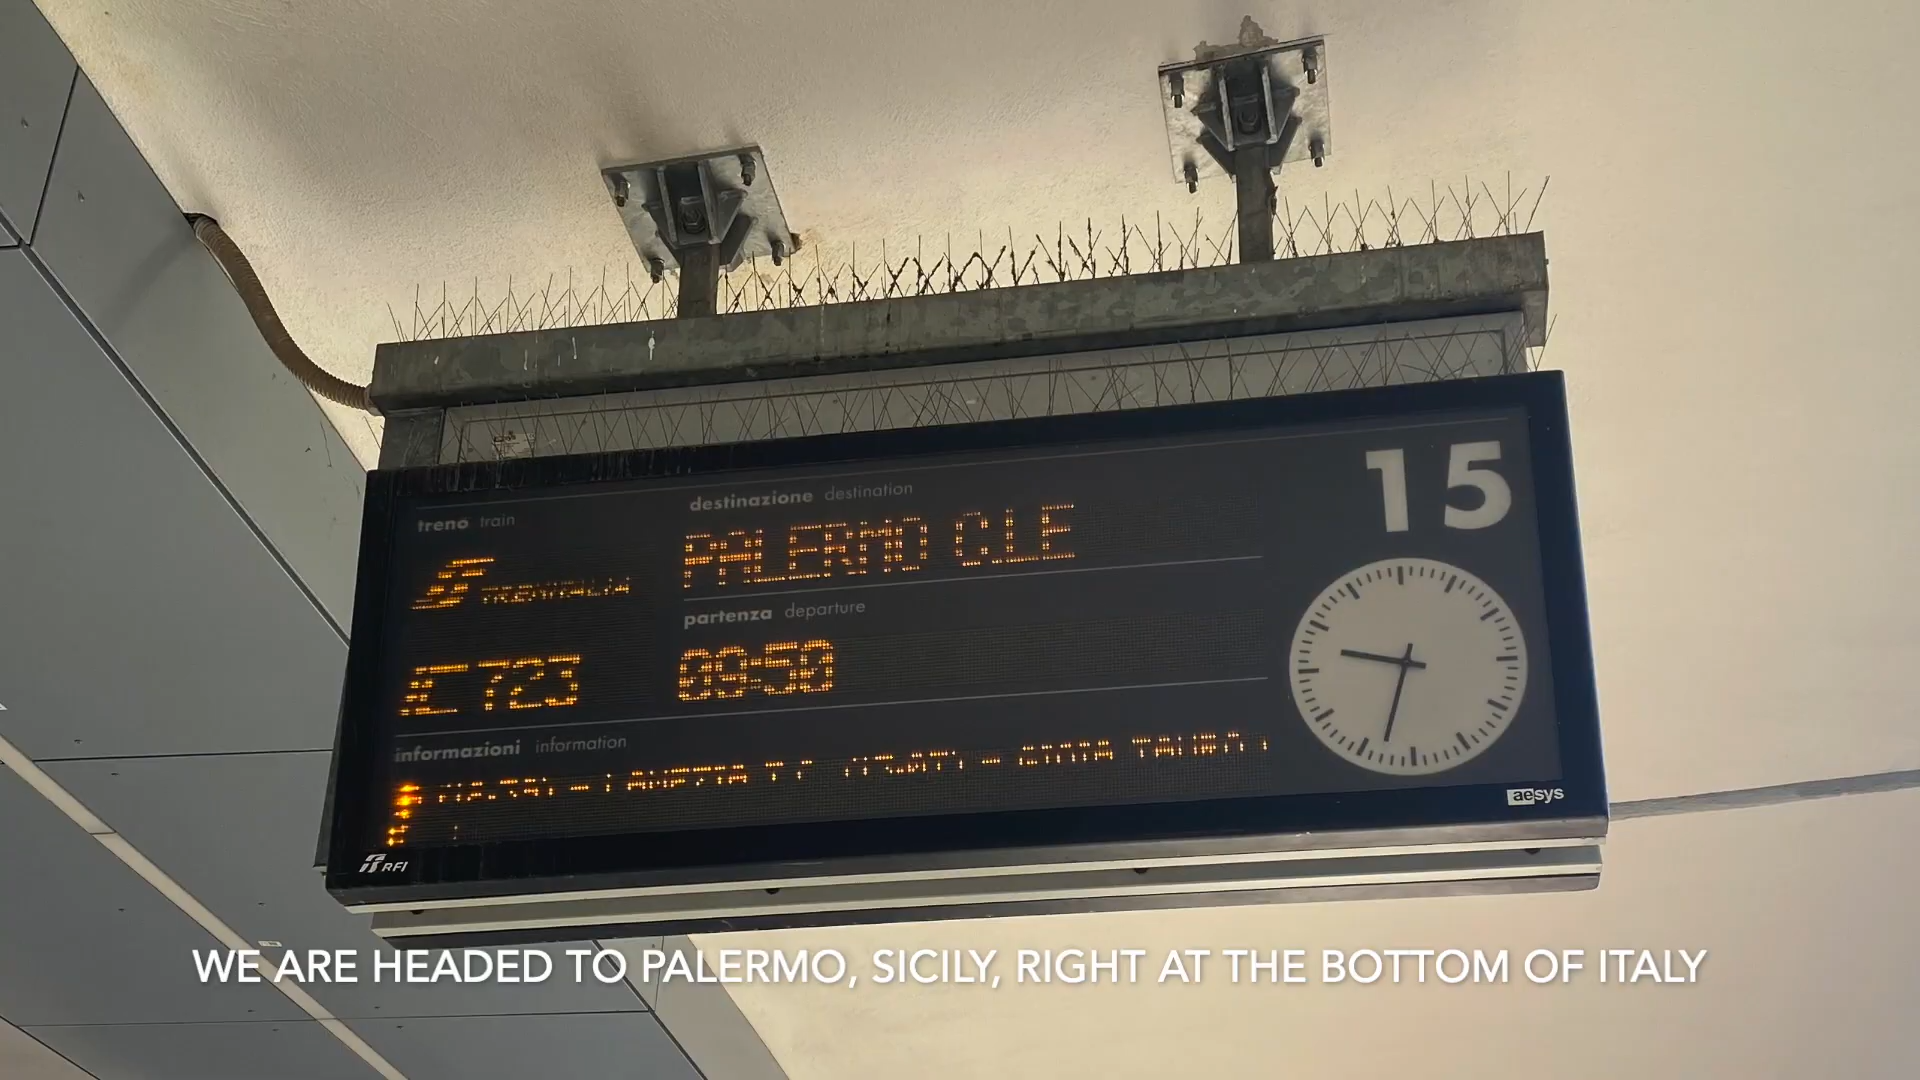 15
treno train
destinazione destination
TRENITALIA
PALERMO C.LE
partenza departure
IC 723
09:50
informazioni information
aesys
RFI
WE ARE HEADED TO PALERMO, SICILY, RIGHT AT THE BOTTOM OF ITALY